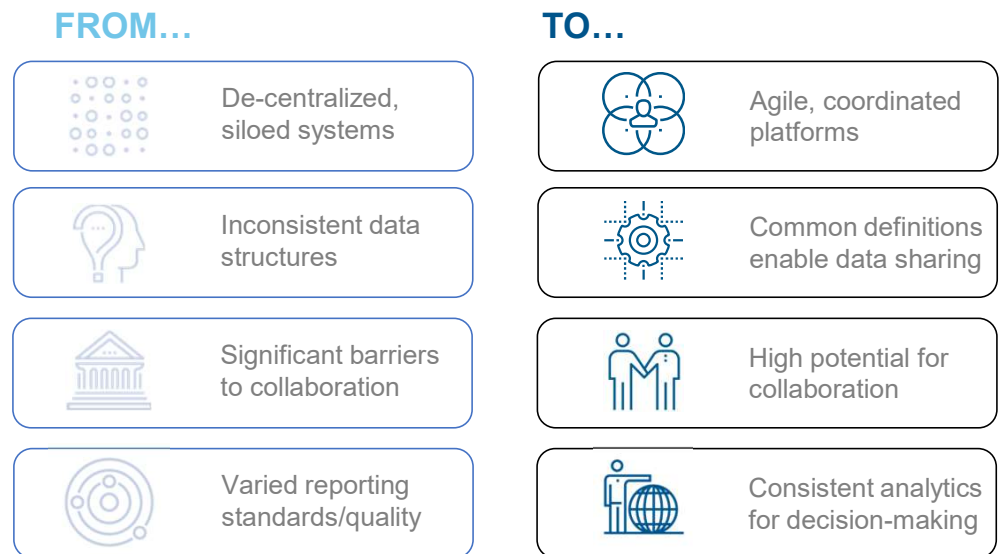 FROM…
TO…
De-centralized,
siloed systems
Agile, coordinated
platforms
Inconsistent data
structures
Common definitions
enable data sharing
Significant barriers
to collaboration
High potential for
collaboration
Varied reporting
standards/quality
Consistent analytics
for decision-making